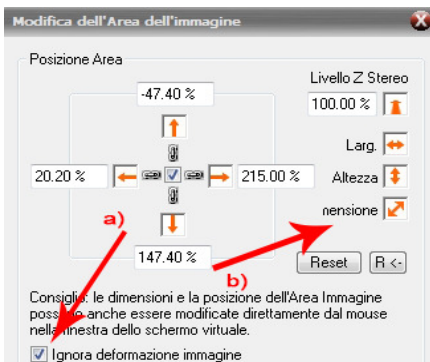 Modifica dell'Area dell'immagine
Posizione Area
Livello Z Stereo
-47.40 %
100.00 %
Larg.
20.20 %
215.00 %
Altezza
a)
nensione
147.40 %
b)
Reset
R <-
Consiglio: le dimensioni e la posizione dell'Area Immagine
possono anche essere modificate direttamente dal mouse
nella finestra dello schermo virtuale.
Ignora deformazione immagine